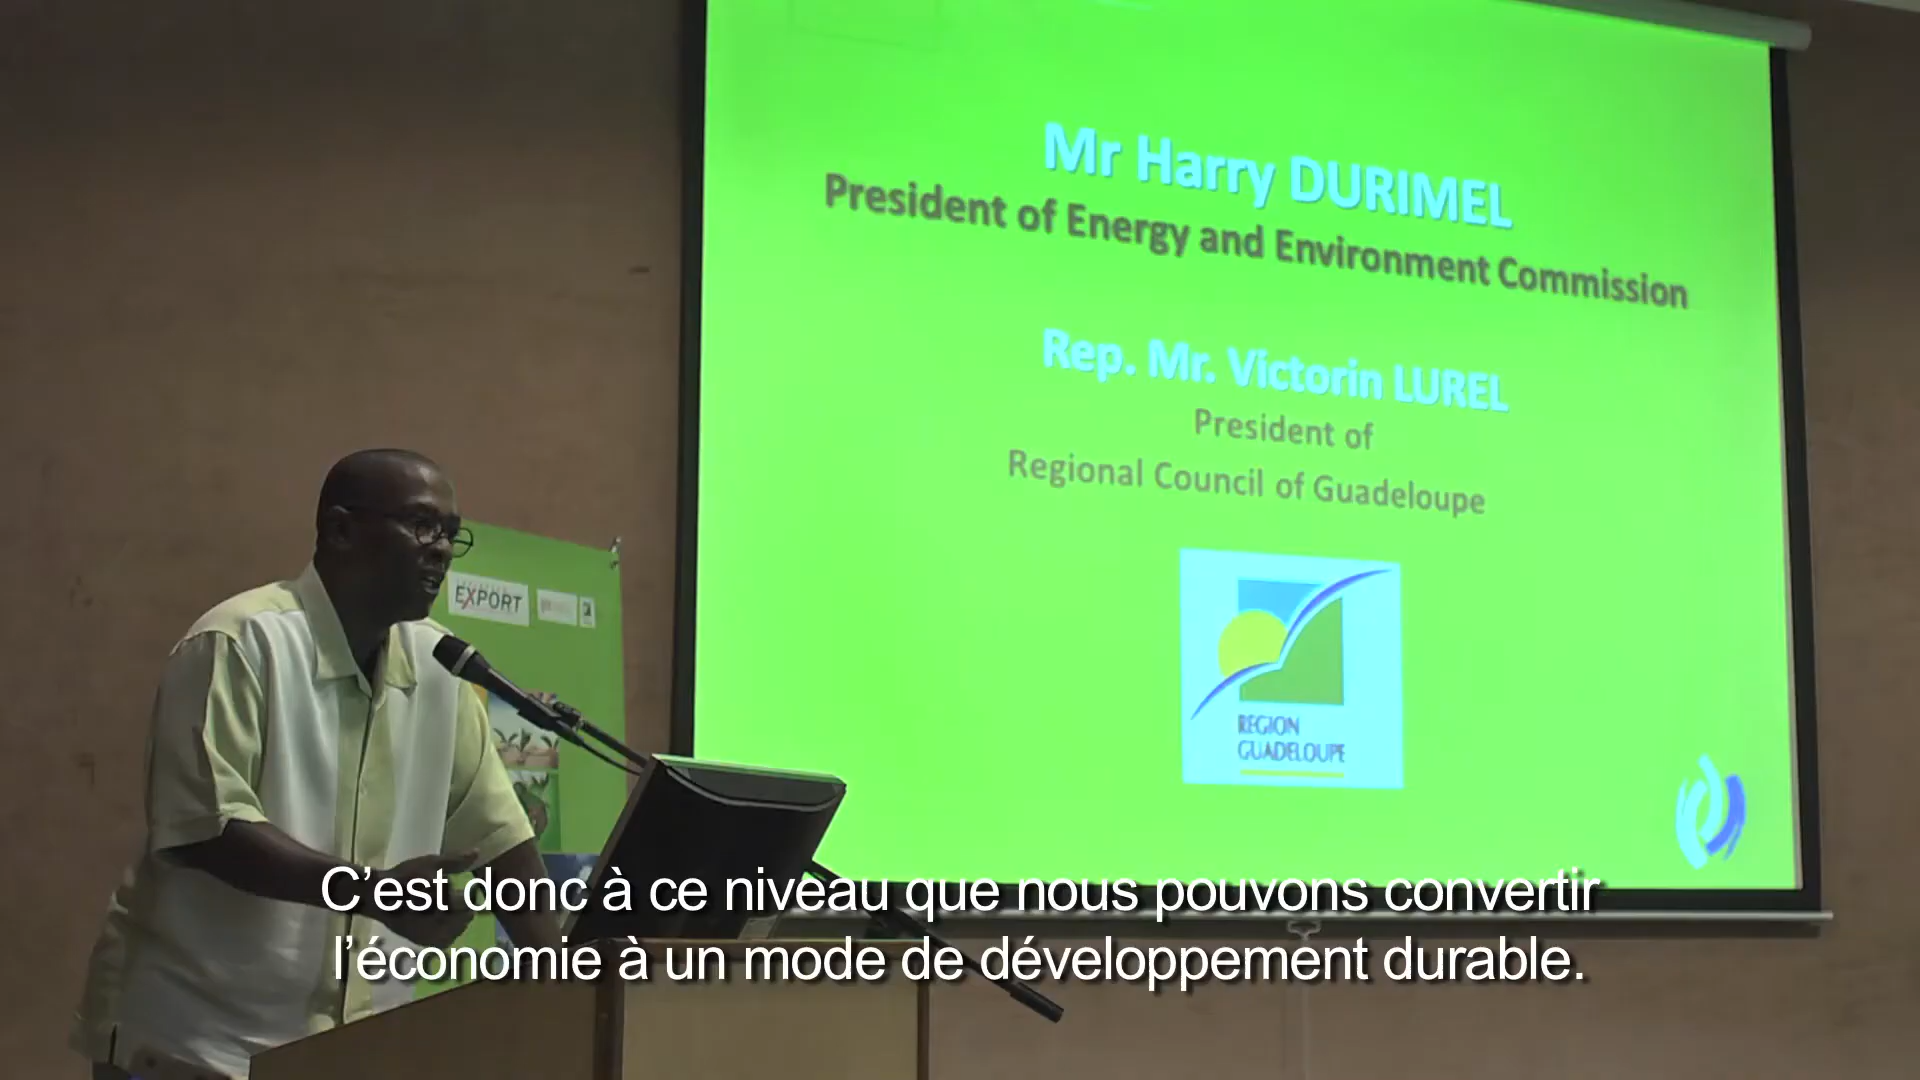 Mr Harry DURIMEL
President of Energy and Environment Commission
Rep. Mr. Victorin LUREL
President of
Regional Council of Guadeloupe
REGION
GUADELOUPE
EXPORT
C’est donc à ce niveau que nous pouvons convertir
l’économie à un mode de développement durable.